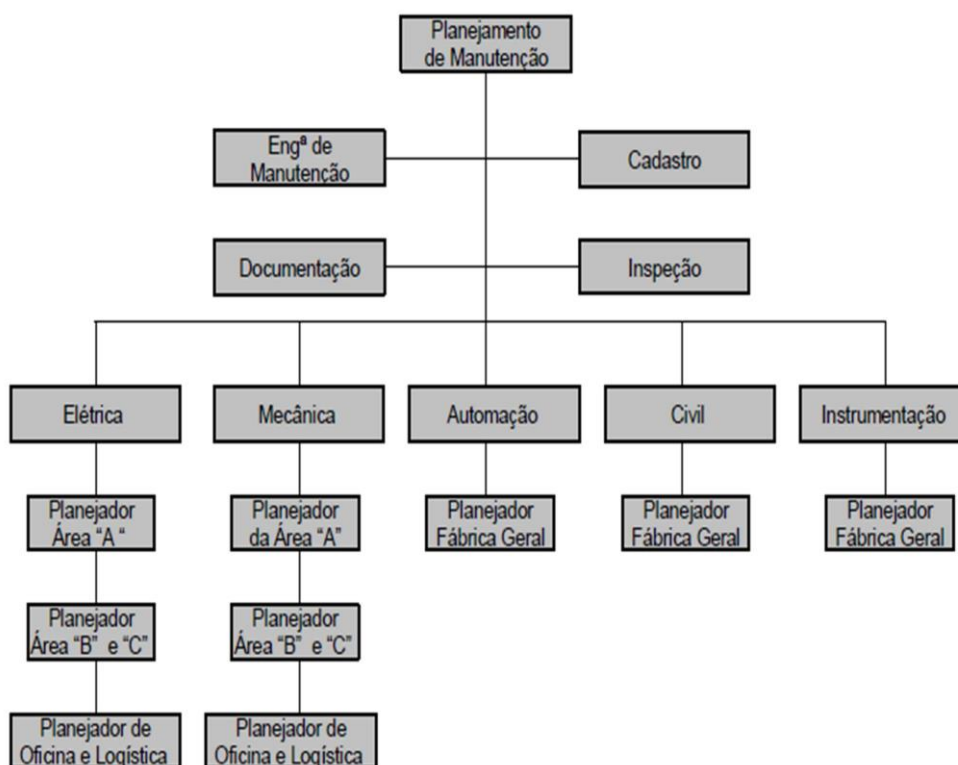 Planejamento
de Manutenção
Engª de
Manutenção
Cadastro
Documentação
Inspeção
Elétrica
Mecânica
Automação
Civil
Instrumentação
Planejador
Área “A “
Planejador
da Área “A”
Planejador
Fábrica Geral
Planejador
Fábrica Geral
Planejador
Fábrica Geral
Planejador
Área “B” e “C”
Planejador
Área “B” e “C”
Planejador de
Oficina e Logística
Planejador de
Oficina e Logística